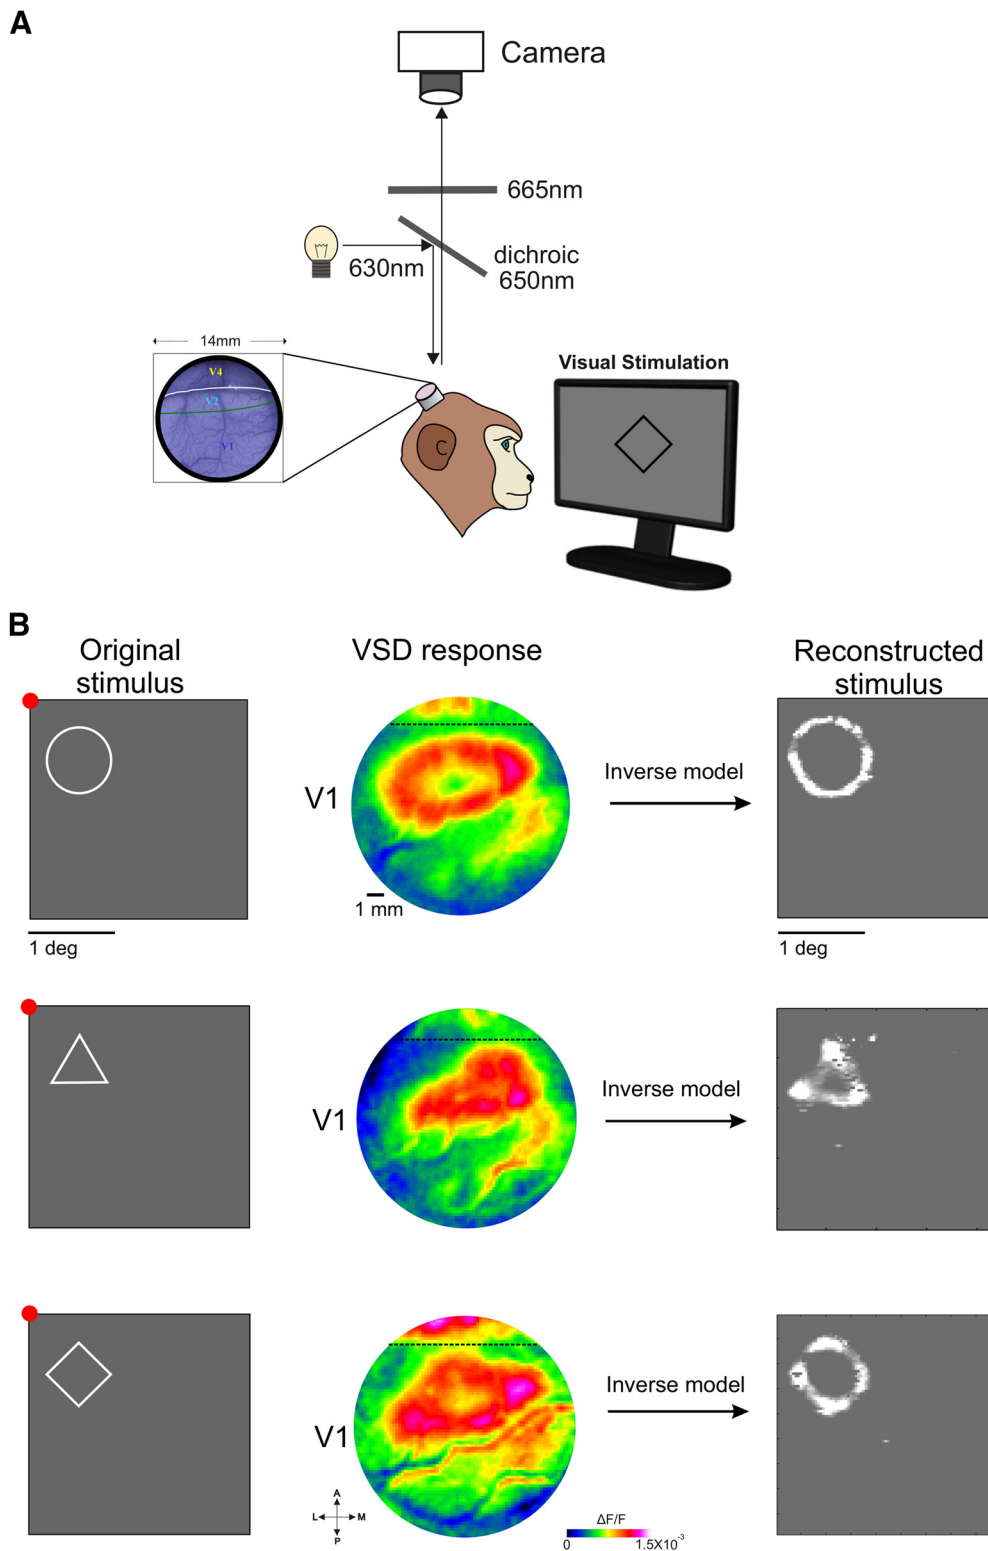 A
Camera
665nm
630nm
dichroic
650nm
14mm
V4
V2
V1
Visual Stimulation
B
Original
stimulus
VSD response
Reconstructed
stimulus
V1
Inverse model
1 mm
1 deg
1 deg
V1
Inverse model
V1
Inverse model
A
L
M
P
ΔF/F
0
1.5X10⁻³